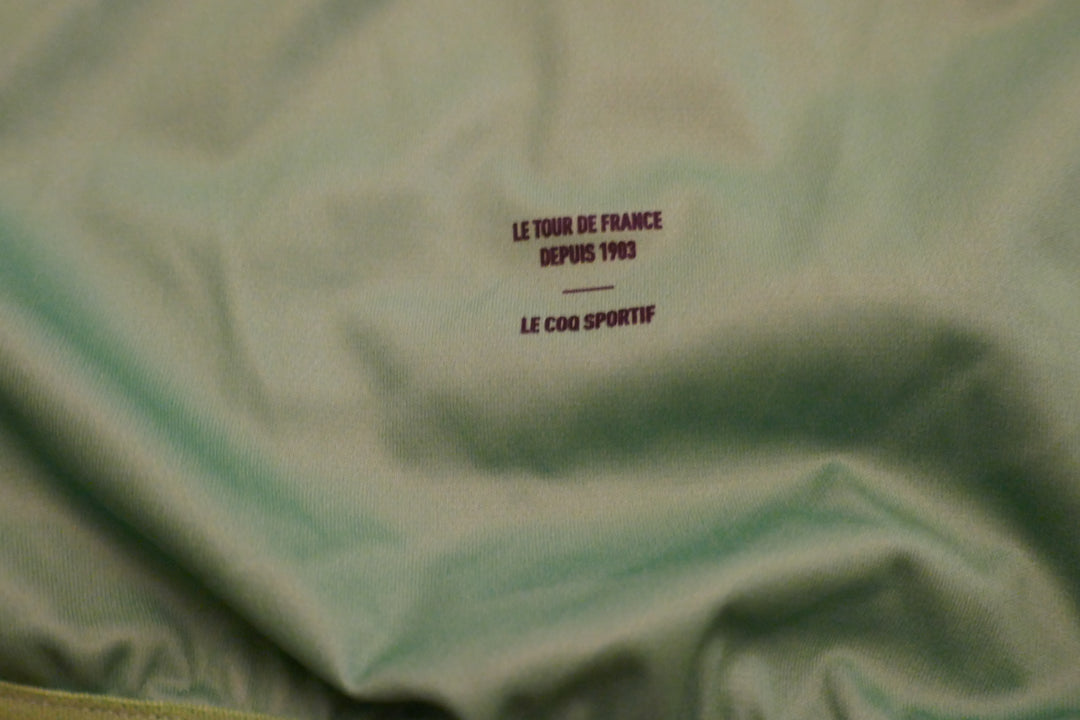 LE TOUR DE FRANCE
DEPUIS 1903
LE COQ SPORTIF